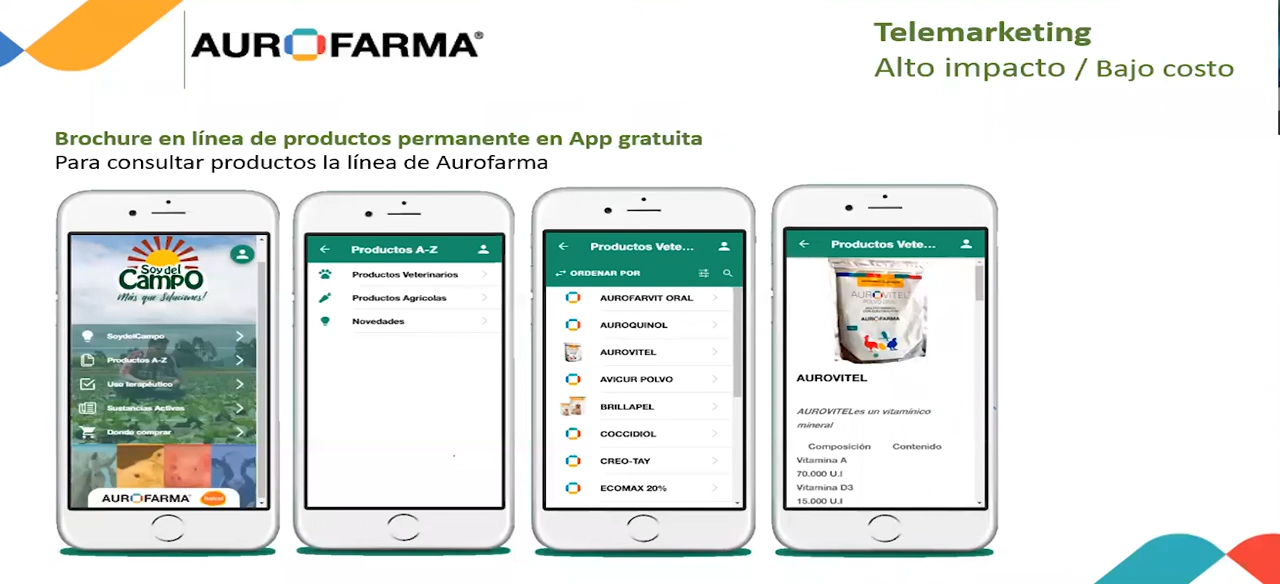 AUROFARMA®
Telemarketing
Alto impacto / Bajo costo
Brochure en línea de productos permanente en App gratuita
Para consultar productos la línea de Aurofarma
Soy del
Campo
Más que Soluciones!
SoydelCampo
Productos A-Z
Uso terapéutico
Sustancias Activas
Donde comprar
AUROFARMA
Productos A-Z
Productos Veterinarios
Productos Agrícolas
Novedades
Productos Vete...
ORDENAR POR
AUROFARVIT ORAL
AUROQUINOL
AUROVITEL
AVICUR POLVO
BRILLAPEL
COCCIDIOL
CREO-TAY
ECOMAX 20%
Productos Vete...
AUROVITEL
POLVO ORAL
AUROFARMA
AUROVITEL
AUROVITELes un vitamínico
mineral
Composición Contenido
Vitamina A
70.000 U.I
Vitamina D3
15.000 U.I